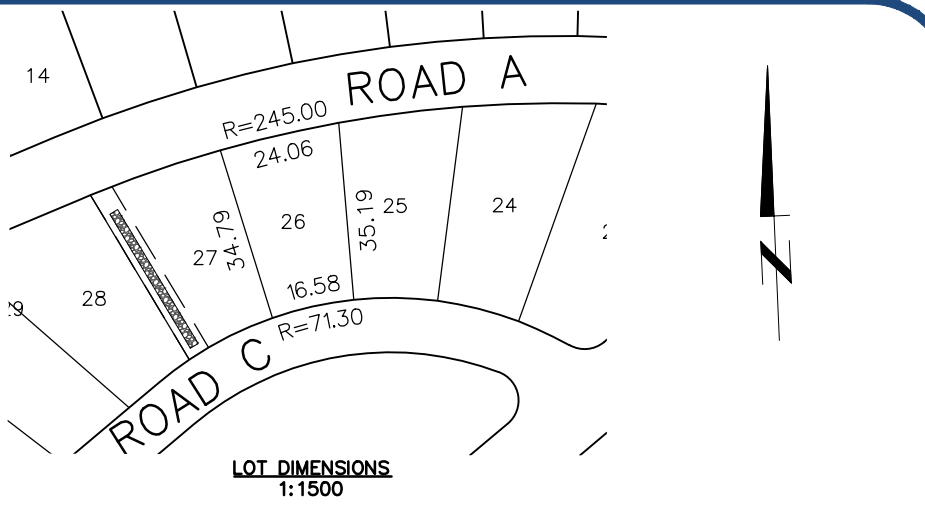 14
ROAD A
R=245.00
24.06
34.79
26
35.19
25
24
27
28
16.58
R=71.30
ROAD C
LOT DIMENSIONS
1:1500
N